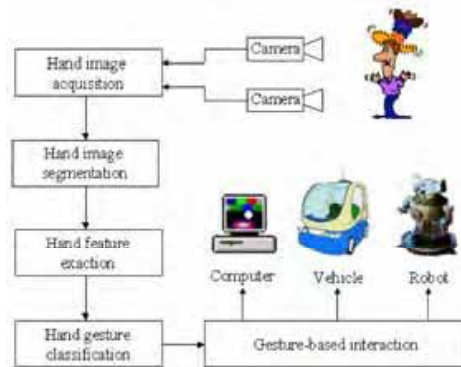 Hand image
acquisition
Camera
Camera
Hand image
segmentation
Hand feature
exaction
Computer
Vehicle
Robot
Hand gesture
classification
Gesture-based interaction